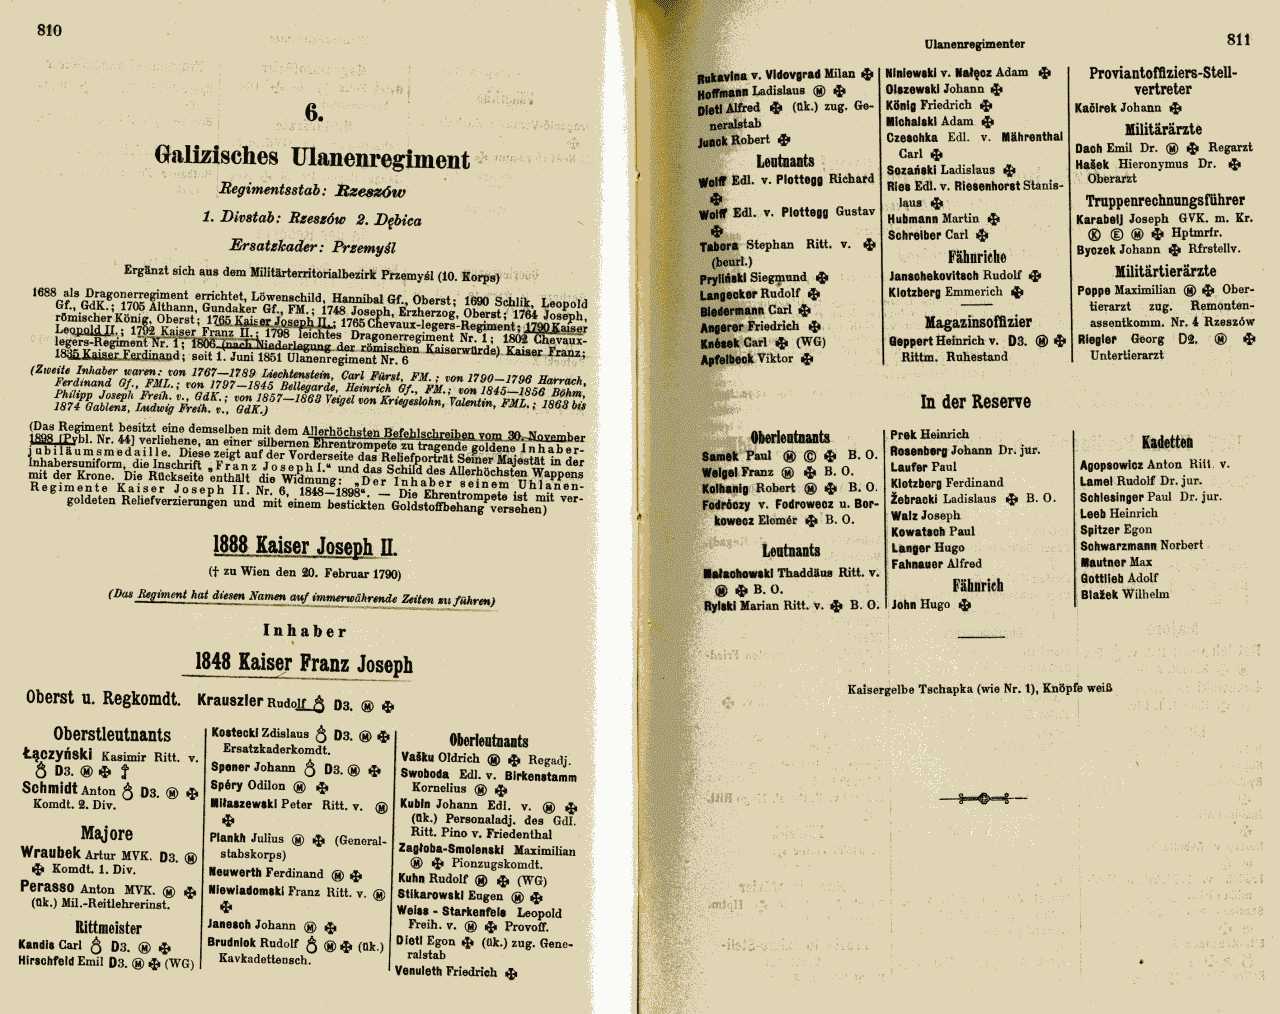 810
6.
Galizisches Ulanenregiment
Regimentsstab: Rzeszów
1. Divstab: Rzeszów 2. Dębica
Ersatzkader: Przemyśl
Ergänzt sich aus dem Militärterritorialbezirk Przemyśl (10. Korps)
1688 als Dragonerregiment errichtet, Löwenschild, Hannibal Gf., Oberst; 1690 Schlik, Leopold
Gf., GdK.; 1705 Althann, Gundaker Gf., FM.; 1748 Joseph, Erzherzog, Oberst; 1764 Joseph,
römischer König, Oberst; 1765 Kaiser Joseph II.; 1765 Chevaux-legers-Regiment; 1790 Kaiser
Leopold II.; 1792 Kaiser Franz II.; 1798 leichtes Dragonerregiment Nr. 1; 1802 Chevaux-
legers-Regiment Nr. 1; 1806 (nach Niederlegung der römischen Kaiserwürde) Kaiser Franz;
1835 Kaiser Ferdinand; seit 1. Juni 1851 Ulanenregiment Nr. 6
(Zweite Inhaber waren: von 1767—1789 Liechtenstein, Carl Fürst, FM.; von 1790—1796 Harrach,
Ferdinand Gf., FML.; von 1797—1845 Bellegarde, Heinrich Gf., FM.; von 1845—1856 Böhm,
Philipp Joseph Freih. v., GdK.; von 1857—1863 Veigel von Kriegeslohn, Valentin, FML.; 1863 bis
1874 Gablenz, Ludwig Freih. v., GdK.)
(Das Regiment besitzt eine demselben mit dem Allerhöchsten Befehlschreiben vom 30. November
1898 [Pvbl. Nr. 44] verliehene, an einer silbernen Ehrentrompete zu tragende goldene Inhaber-
jubiläumsmedaille. Diese zeigt auf der Vorderseite das Reliefporträt Seiner Majestät in der
Inhabersuniform, die Inschrift „Franz Joseph I.“ und das Schild des Allerhöchsten Wappens
mit der Krone. Die Rückseite enthält die Widmung: „Der Inhaber seinem Uhlanen-
Regimente Kaiser Joseph II. Nr. 6, 1848—1898“. — Die Ehrentrompete ist mit ver-
goldeten Reliefverzierungen und mit einem bestickten Goldstoffbehang versehen)
1888 Kaiser Joseph II.
(† zu Wien den 20. Februar 1790)
(Das Regiment hat diesen Namen auf immerwährende Zeiten zu führen)
Inhaber
1848 Kaiser Franz Joseph
Oberst u. Regkomdt. Krauszler Rudolf D3. Ⓜ ✠
Oberstleutnants
Łączyński Kasimir Ritt. v.
D3. Ⓜ ✠
Schmidt Anton D3. Ⓜ ✠
Komdt. 2. Div.
Majore
Wraubek Artur MVK. D3. Ⓜ
✠ Komdt. 1. Div.
Perasso Anton MVK. Ⓜ ✠
(ük.) Mil.-Reitlehrerinst.
Rittmeister
Kandis Carl D3. Ⓜ ✠
Hirschfeld Emil D3. Ⓜ ✠ (WG)
Kostecki Zdislaus D3. Ⓜ ✠
Ersatzkaderkomdt.
Spener Johann D3. Ⓜ ✠
Spéry Odilon Ⓜ ✠
Miłaszewski Peter Ritt. v. Ⓜ
✠
Plankh Julius Ⓜ ✠ (General-
stabskorps)
Neuwerth Ferdinand Ⓜ ✠
Niewiadomski Franz Ritt. v. Ⓜ
✠
Janesch Johann Ⓜ ✠
Brudniok Rudolf Ⓜ ✠ (ük.)
Kavkadettensch.
Oberleutnants
Vašku Oldrich Ⓜ ✠ Regadj.
Swoboda Edl. v. Birkenstamm
Kornelius Ⓜ ✠
Kubin Johann Edl. v. Ⓜ ✠
(ük.) Personaladj. des GdI.
Ritt. Pino v. Friedenthal
Zagłoba-Smolenski Maximilian
Ⓜ ✠ Pionzugskomdt.
Kuhn Rudolf Ⓜ ✠ (WG)
Stikarowski Eugen Ⓜ ✠
Weiss-Starkenfels Leopold
Freih. v. Ⓜ ✠ Provoff.
Dietl Egon ✠ (ük.) zug. Gene-
ralstab
Venuleth Friedrich ✠
Ulanenregimenter
811
Rukavina v. Vidovgrad Milan ✠
Hoffmann Ladislaus Ⓜ ✠
Dietl Alfred ✠ (ük.) zug. Ge-
neralstab
Junck Robert ✠
Leutnants
Wolff Edl. v. Plottegg Richard
✠
Wolff Edl. v. Plottegg Gustav
✠
Tabora Stephan Ritt. v. ✠
(beurl.)
Pryliński Siegmund ✠
Langecker Rudolf ✠
Biedermann Carl ✠
Angerer Friedrich ✠
Knések Carl ✠ (WG)
Apfelbeck Viktor ✠
Niniewski v. Nałęcz Adam ✠
Olszewski Johann ✠
König Friedrich ✠
Michalski Adam ✠
Czeschka Edl. v. Mährenthal
Carl ✠
Sozański Ladislaus ✠
Ries Edl. v. Riesenhorst Stanis-
laus ✠
Hubmann Martin ✠
Schreiber Carl ✠
Fähnriche
Janschekovitsch Rudolf ✠
Klotzberg Emmerich ✠
Magazinsoffizier
Geppert Heinrich v. D3. Ⓜ ✠
Rittm. Ruhestand
Proviantoffiziers-Stell-
vertreter
Kačirek Johann ✠
Militärärzte
Dach Emil Dr. Ⓜ ✠ Regarzt
Hašek Hieronymus Dr. ✠
Oberarzt
Truppenrechnungsführer
Karabelj Joseph GVK. m. Kr.
Ⓚ Ⓔ Ⓜ ✠ Hptmrfr.
Byczek Johann ✠ Rfrstellv.
Militärtierärzte
Poppe Maximilian Ⓜ ✠ Ober-
tierarzt zug. Remonten-
assentkomm. Nr. 4 Rzeszów
Riegler Georg D2. Ⓜ ✠
Untertierarzt
In der Reserve
Oberleutnants
Samek Paul Ⓜ Ⓒ ✠ B. O.
Weigel Franz Ⓜ ✠ B. O.
Kolhanig Robert Ⓜ ✠ B. O.
Fodróczy v. Fodrowecz u. Bor-
kowecz Elemér ✠ B. O.
Leutnants
Małachowski Thaddäus Ritt. v.
Ⓜ ✠ B. O.
Rylski Marian Ritt. v. ✠ B. O.
Prek Heinrich
Rosenberg Johann Dr. jur.
Laufer Paul
Klotzberg Ferdinand
Żebracki Ladislaus ✠ B. O.
Walz Joseph
Kowatsch Paul
Langer Hugo
Fahnauer Alfred
Fähnrich
John Hugo ✠
Kadetten
Agopsowicz Anton Ritt. v.
Lamel Rudolf Dr. jur.
Schlesinger Paul Dr. jur.
Leeb Heinrich
Spitzer Egon
Schwarzmann Norbert
Mautner Max
Gottlieb Adolf
Blažek Wilhelm
Kaisergelbe Tschapka (wie Nr. 1), Knöpfe weiß